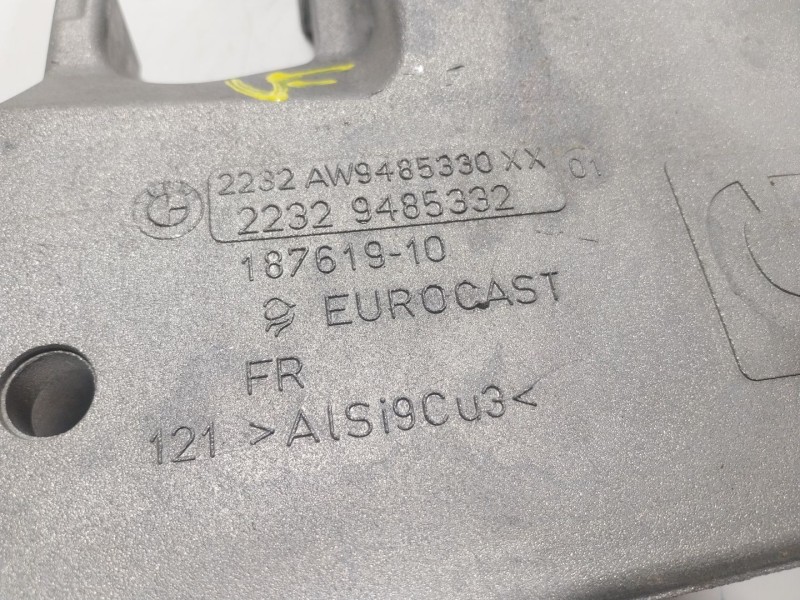 2232 AW9485330 XX 01
2232 9485332
187619-10
EUROCAST
FR
121 >AlSi9Cu3<